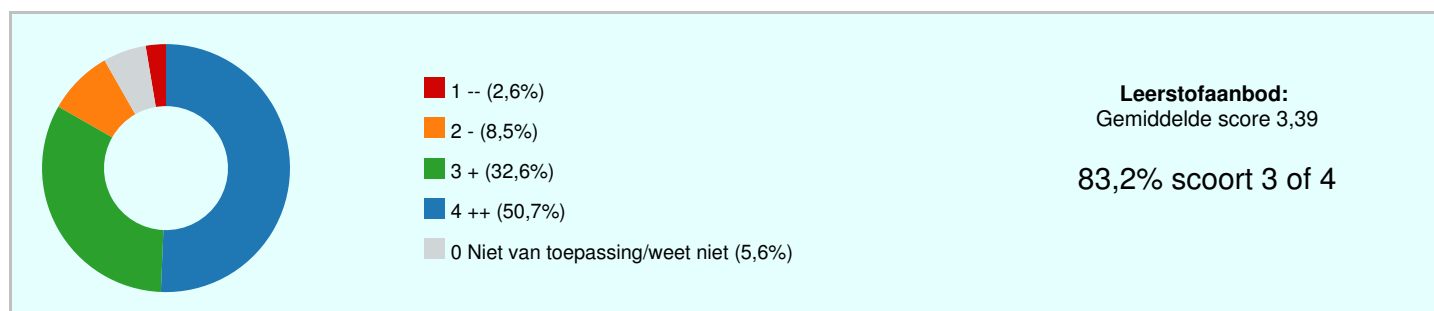 1 -- (2,6%)
2 - (8,5%)
3 + (32,6%)
4 ++ (50,7%)
0 Niet van toepassing/weet niet (5,6%)
Leerstofaanbod:
Gemiddelde score 3,39
83,2% scoort 3 of 4